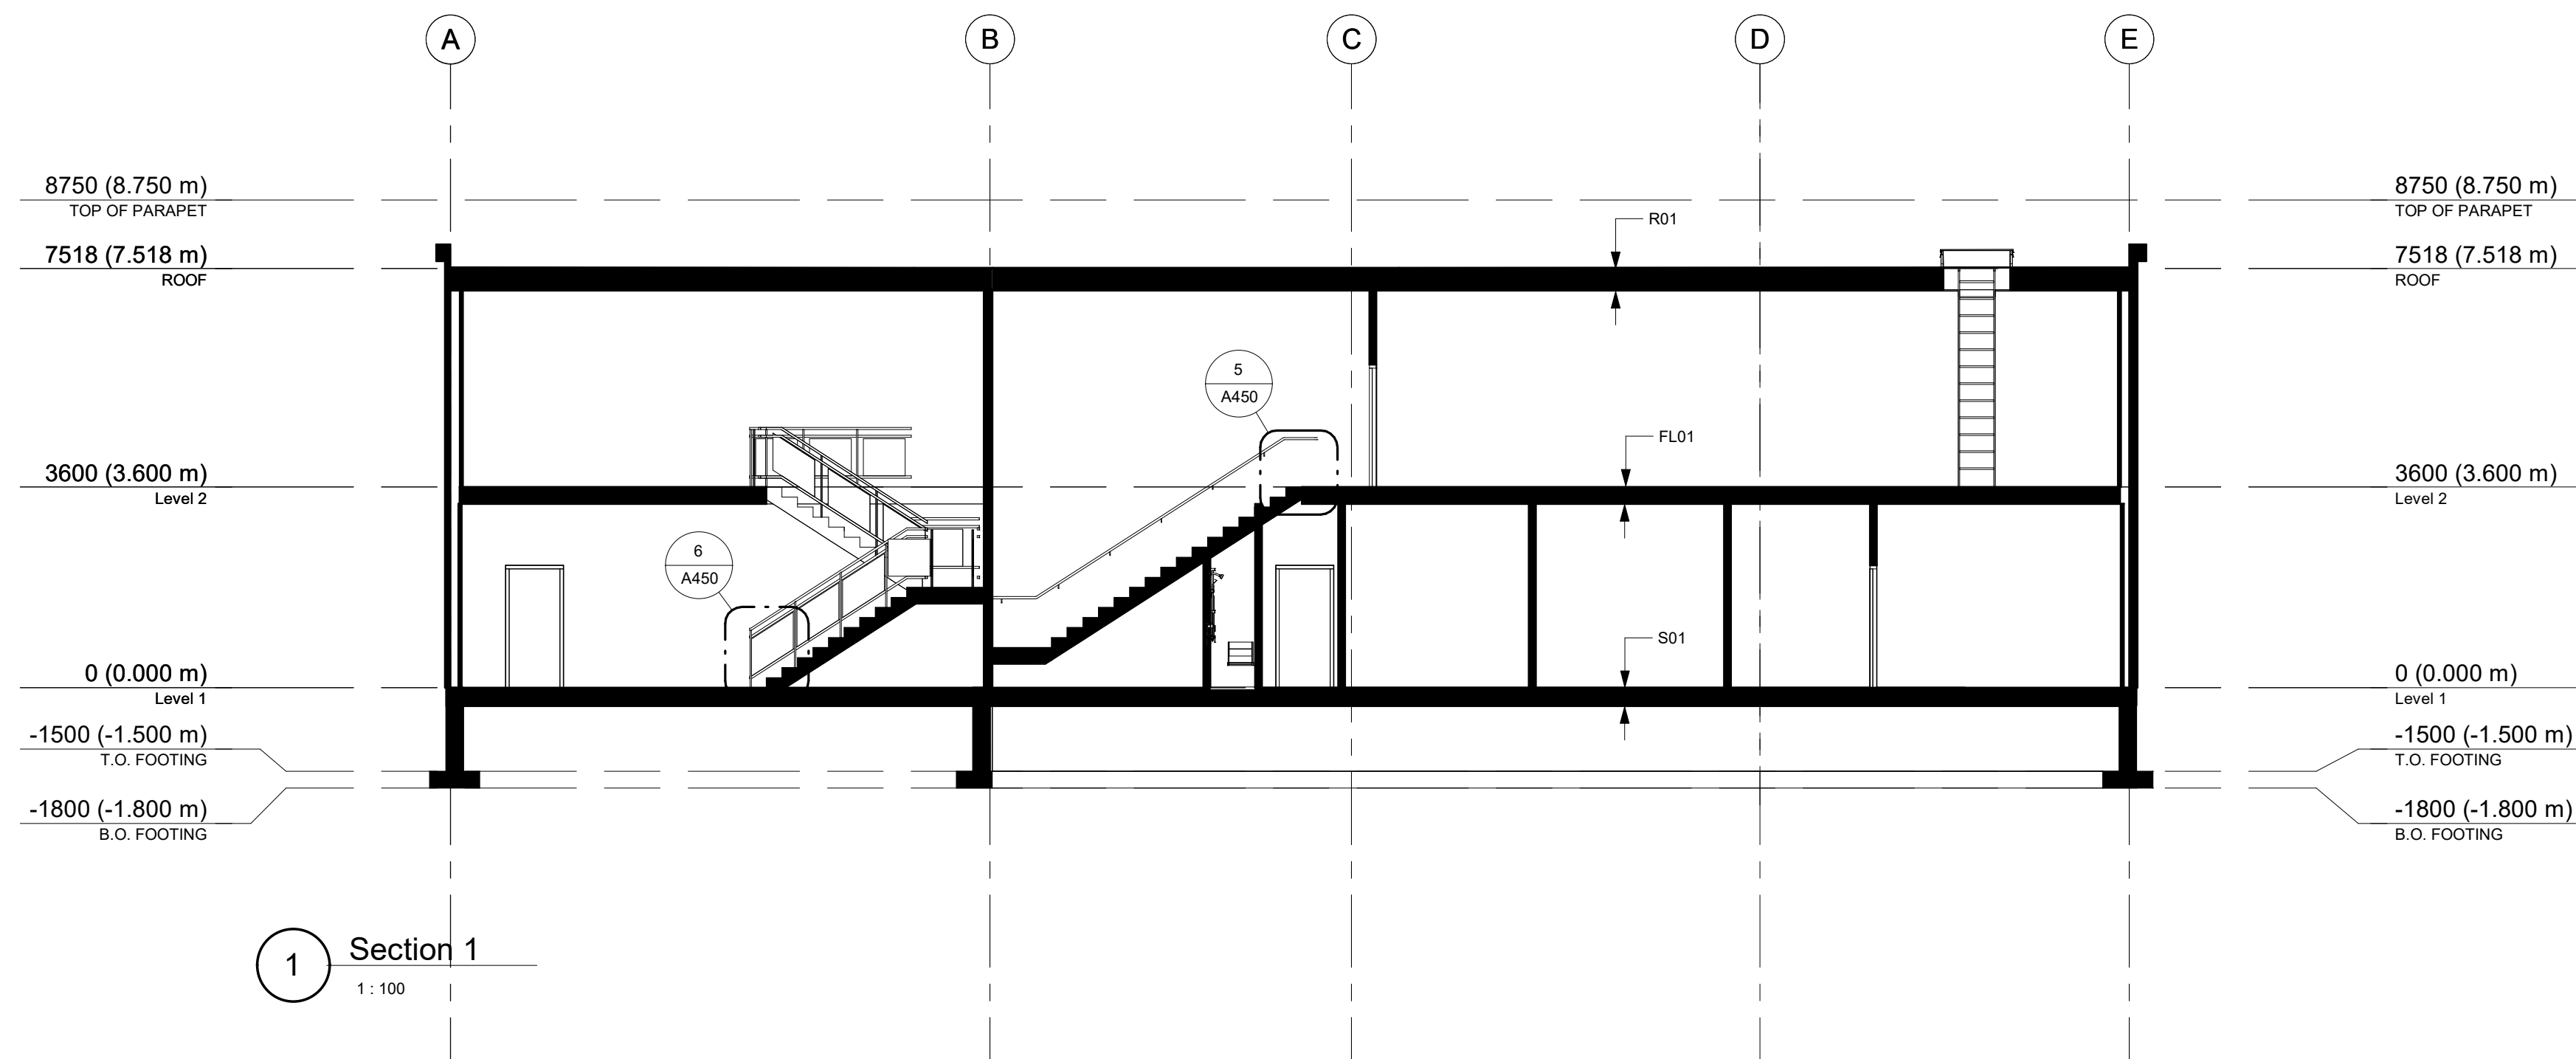 A
B
C
D
E
8750 (8.750 m)
TOP OF PARAPET
8750 (8.750 m)
TOP OF PARAPET
R01
7518 (7.518 m)
ROOF
7518 (7.518 m)
ROOF
5
A450
FL01
3600 (3.600 m)
Level 2
3600 (3.600 m)
Level 2
6
A450
S01
0 (0.000 m)
Level 1
0 (0.000 m)
Level 1
-1500 (-1.500 m)
T.O. FOOTING
-1500 (-1.500 m)
T.O. FOOTING
-1800 (-1.800 m)
B.O. FOOTING
-1800 (-1.800 m)
B.O. FOOTING
1
Section 1
1 : 100